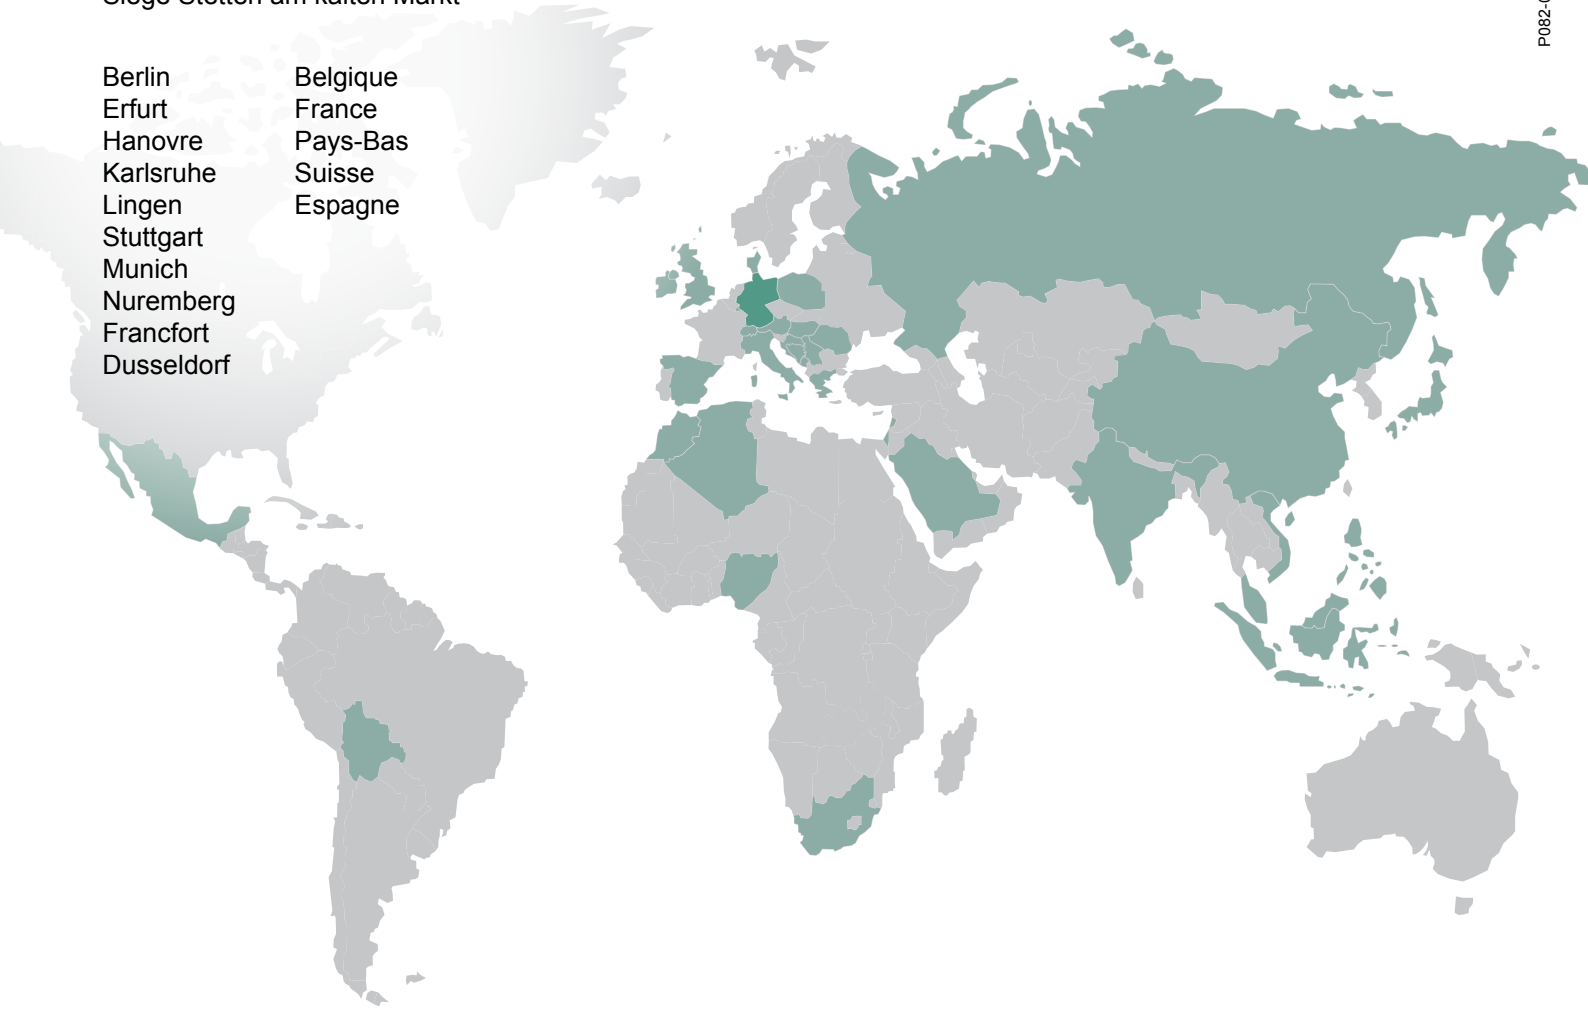 Berlin
Erfurt
Hanovre
Karlsruhe
Lingen
Stuttgart
Munich
Nuremberg
Francfort
Dusseldorf
Belgique
France
Pays-Bas
Suisse
Espagne